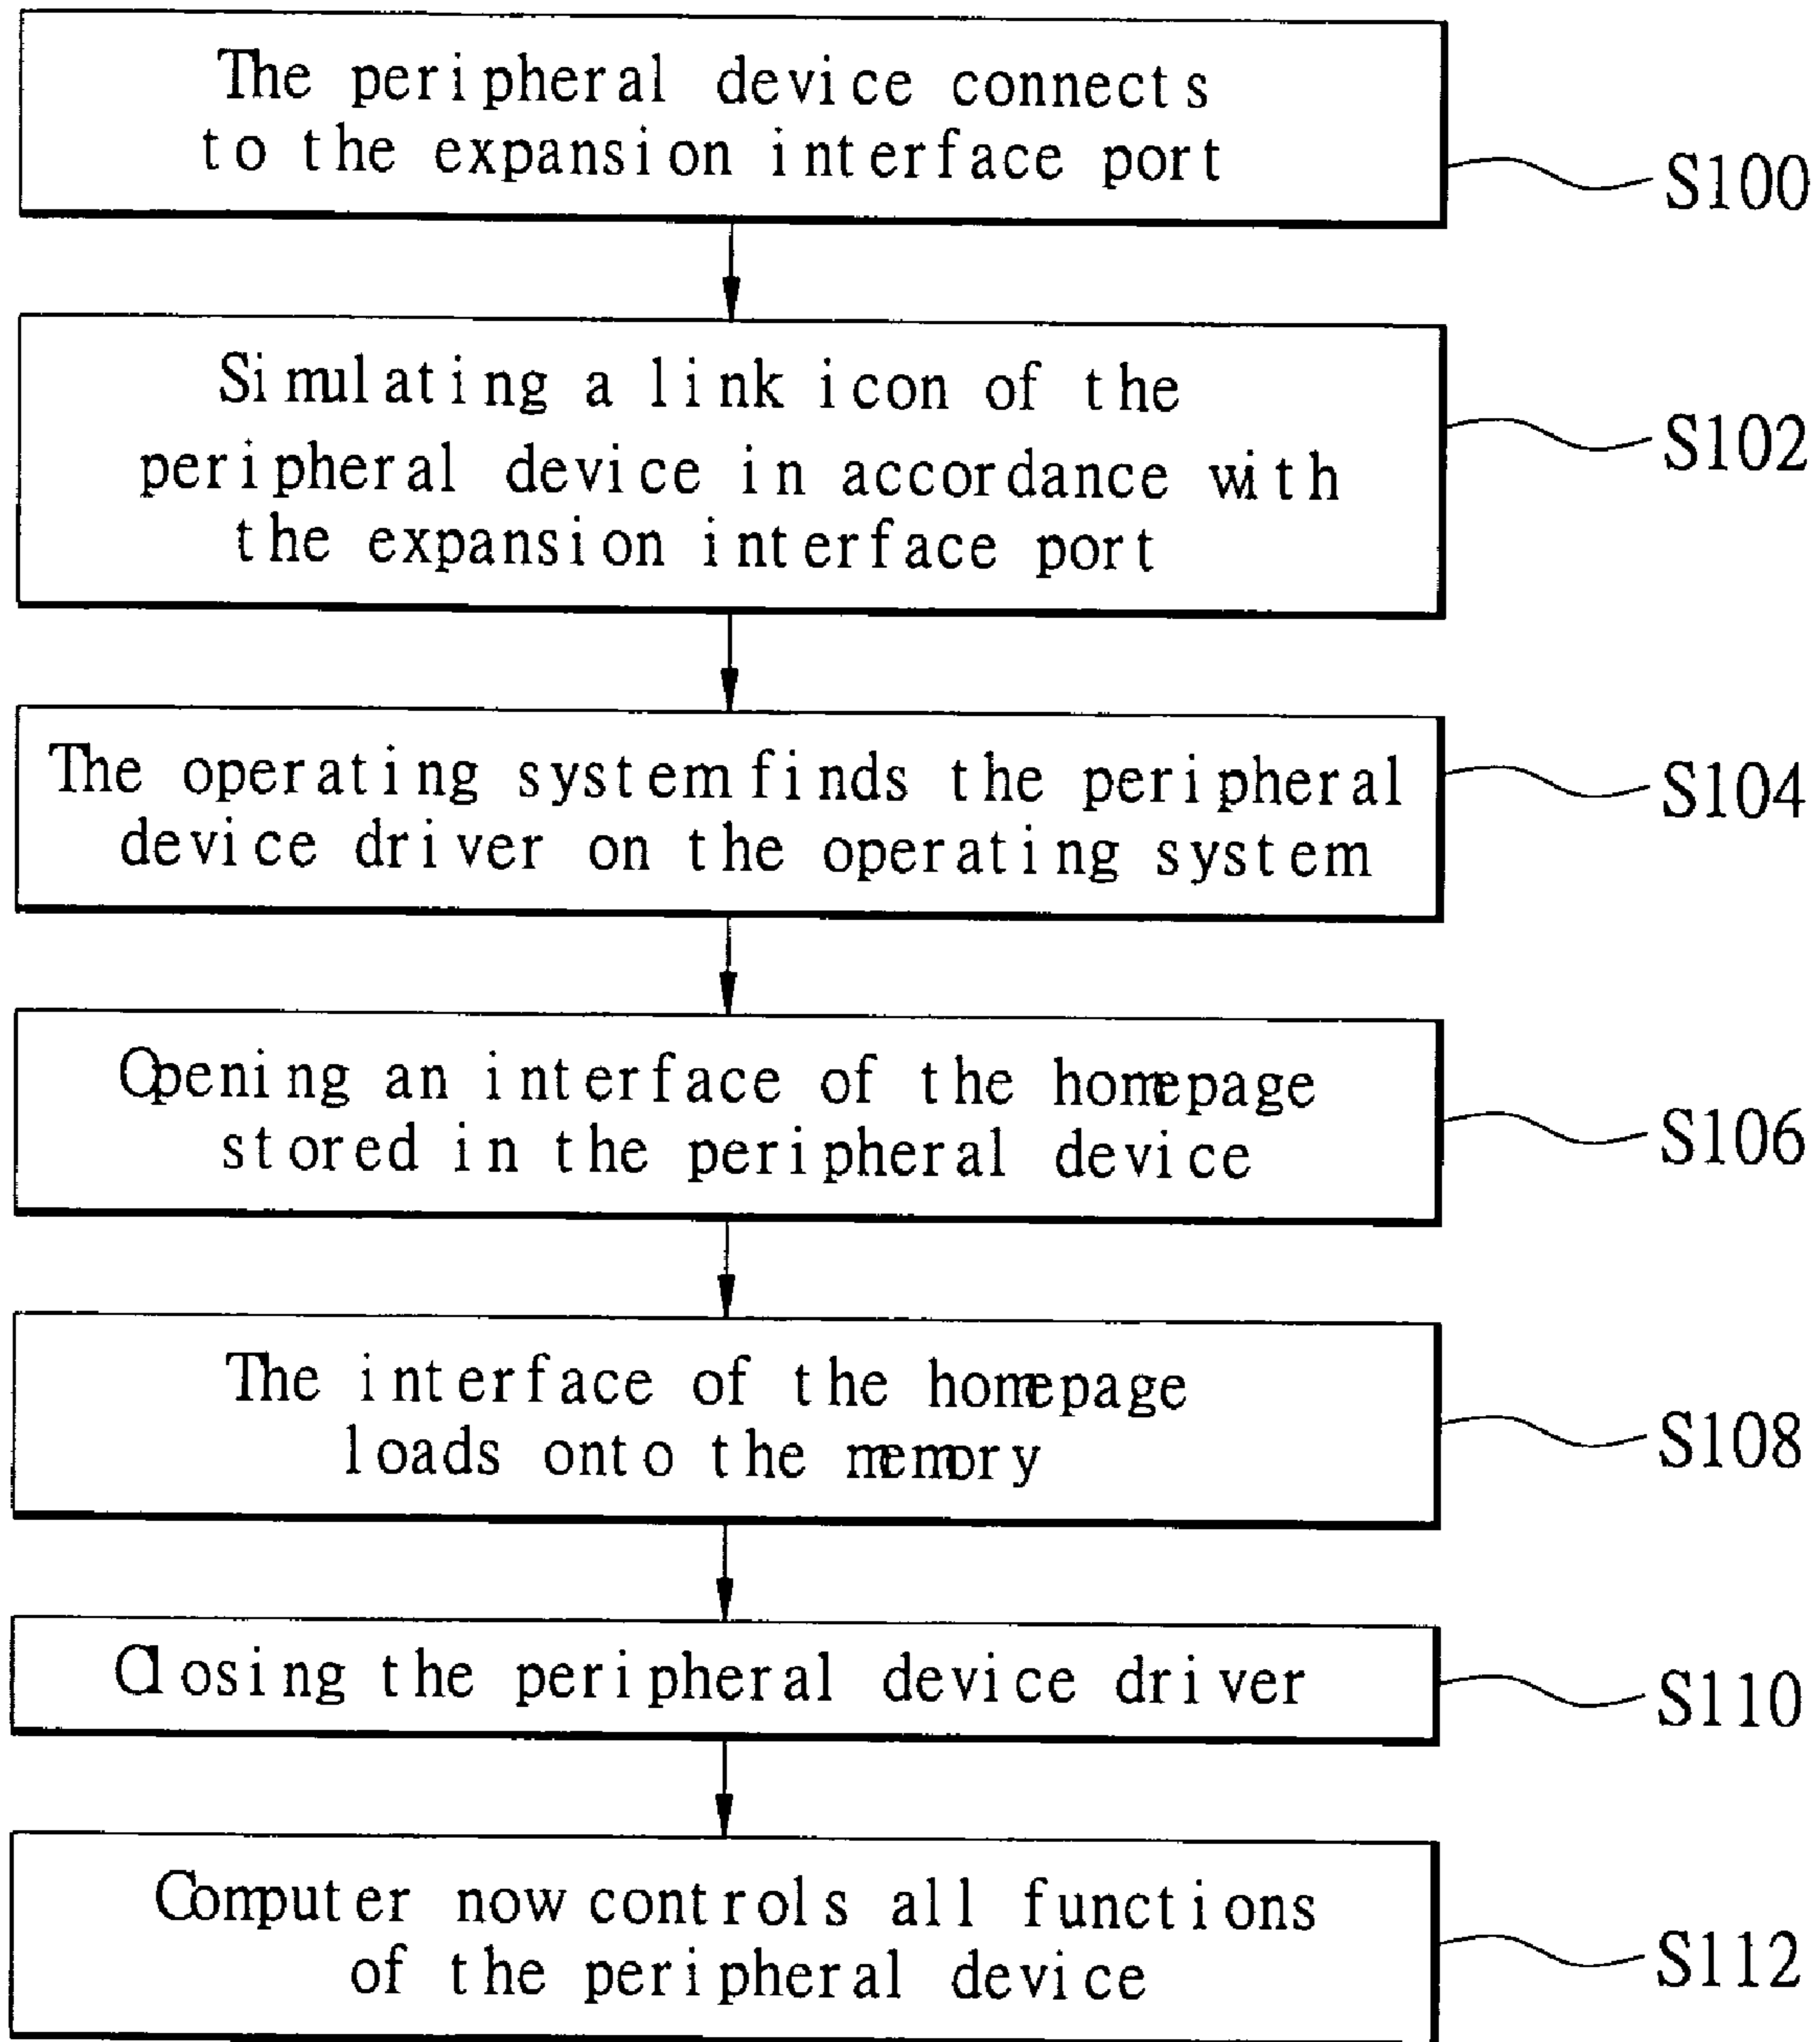 The peripheral device connects
to the expansion interface port
S100
Simulating a link icon of the
peripheral device in accordance with
the expansion interface port
S102
The operating system finds the peripheral
device driver on the operating system
S104
Opening an interface of the homepage
stored in the peripheral device
S106
The interface of the homepage
loads onto the memory
S108
Closing the peripheral device driver
S110
Computer now controls all functions
of the peripheral device
S112